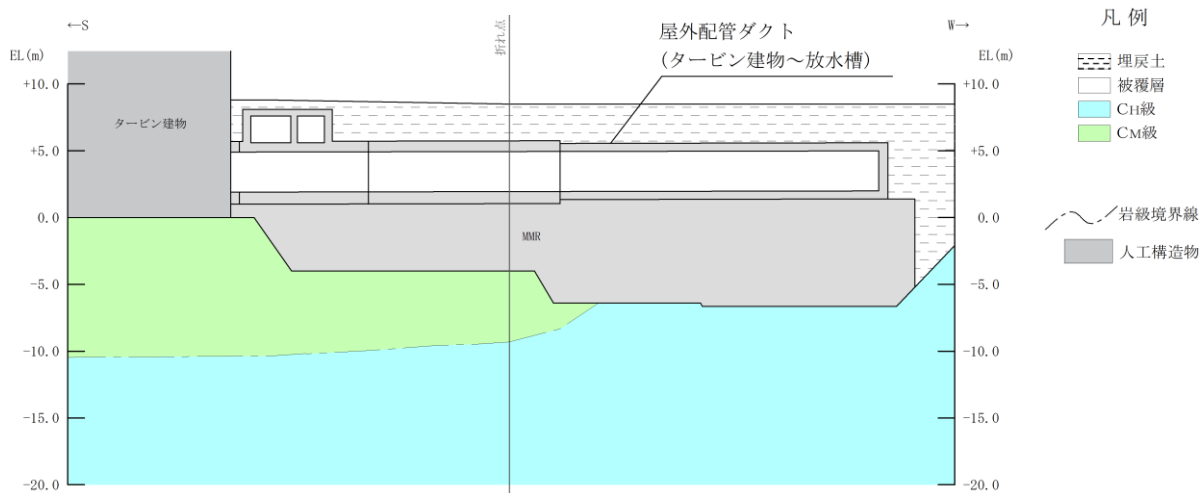 ←S
W→
EL(m)
EL(m)
折れ点
屋外配管ダクト
(タービン建物～放水槽)
凡 例
埋戻土
被覆層
CH級
CM級
岩級境界線
人工構造物
タービン建物
MMR
+10.0
+5.0
0.0
-5.0
-10.0
-15.0
-20.0
+10.0
+5.0
0.0
-5.0
-10.0
-15.0
-20.0